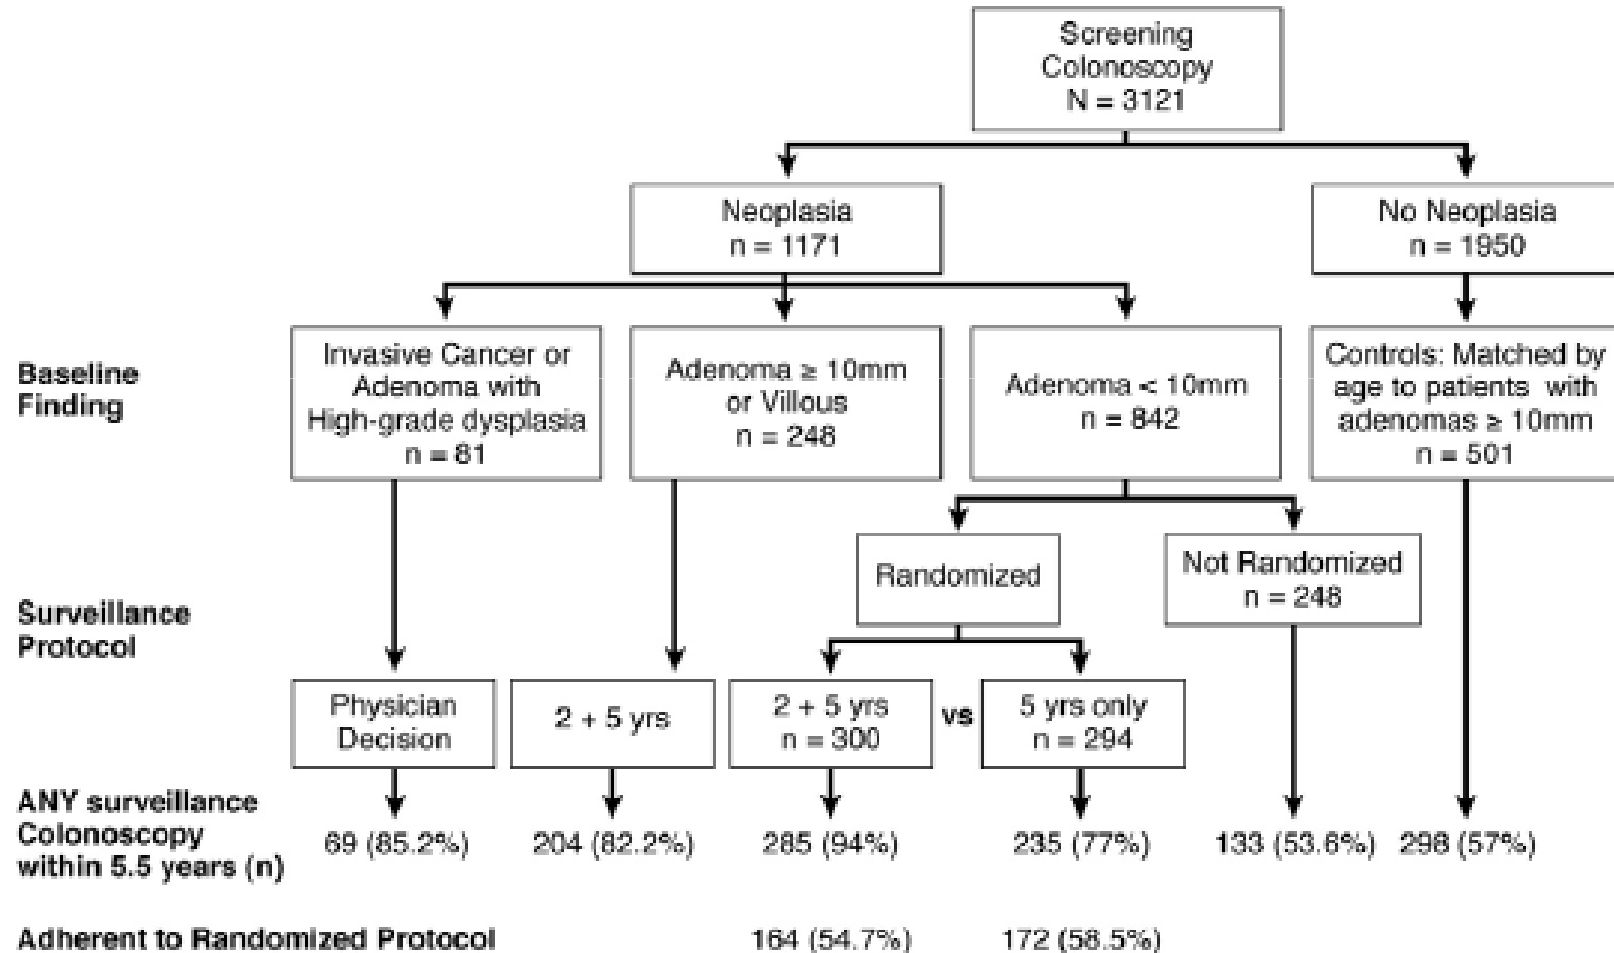 Screening
Colonoscopy
N = 3121
Neoplasia
n = 1171
No Neoplasia
n = 1950
Baseline
Finding
Invasive Cancer or
Adenoma with
High-grade dysplasia
n = 81
Adenoma ≥ 10mm
or Villous
n = 248
Adenoma < 10mm
n = 842
Controls: Matched by
age to patients with
adenomas ≥ 10mm
n = 501
Randomized
Not Randomized
n = 248
Surveillance
Protocol
Physician
Decision
2 + 5 yrs
2 + 5 yrs
n = 300
vs
5 yrs only
n = 294
ANY surveillance
Colonoscopy
within 5.5 years (n)
69 (85.2%)
204 (82.2%)
285 (94%)
235 (77%)
133 (53.6%)
298 (57%)
Adherent to Randomized Protocol
164 (54.7%)
172 (58.5%)